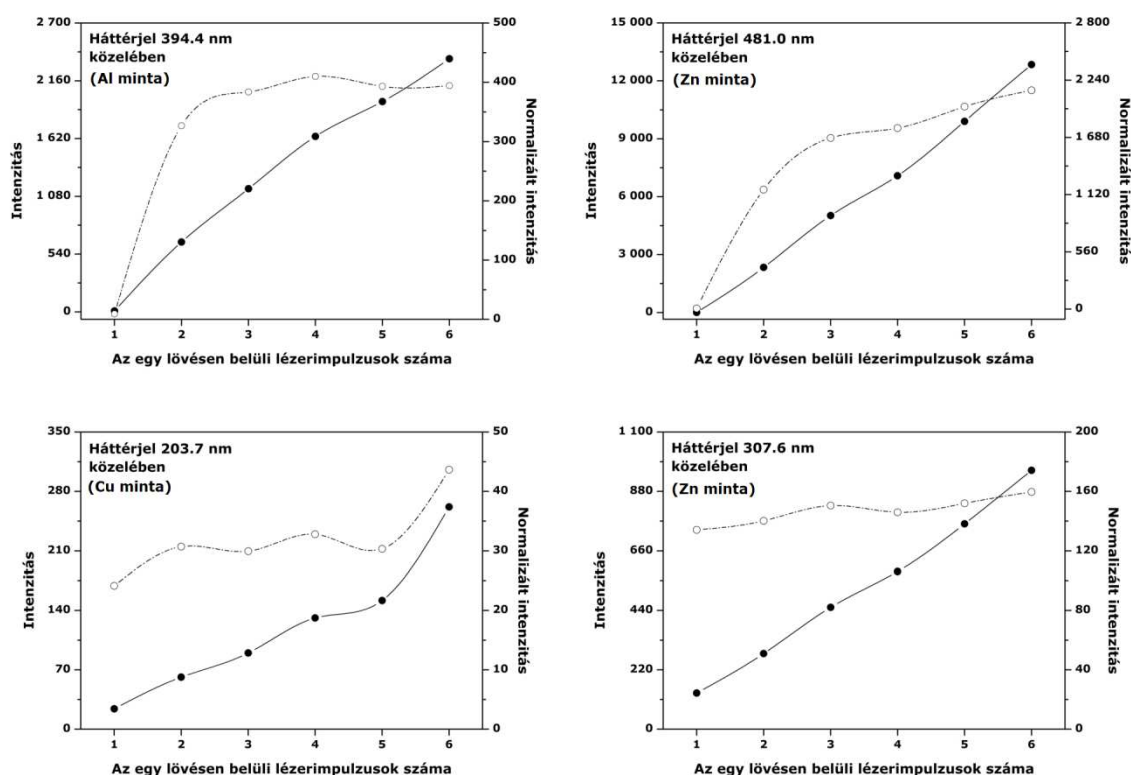 Háttérjel 394.4 nm
közelében
(Al minta)
Intenzitás
2 700
2 160
1 620
1 080
540
0
500
400
300
200
100
0
Normalizált intenzitás
1 2 3 4 5 6
Az egy lövésen belüli lézerimpulzusok száma
Háttérjel 481.0 nm
közelében
(Zn minta)
Intenzitás
15 000
12 000
9 000
6 000
3 000
0
2 800
2 240
1 680
1 120
560
0
Normalizált intenzitás
1 2 3 4 5 6
Az egy lövésen belüli lézerimpulzusok száma
Háttérjel 203.7 nm
közelében
(Cu minta)
Intenzitás
350
280
210
140
70
0
50
40
30
20
10
0
Normalizált intenzitás
1 2 3 4 5 6
Az egy lövésen belüli lézerimpulzusok száma
Háttérjel 307.6 nm
közelében
(Zn minta)
Intenzitás
1 100
880
660
440
220
0
200
160
120
80
40
0
Normalizált intenzitás
1 2 3 4 5 6
Az egy lövésen belüli lézerimpulzusok száma